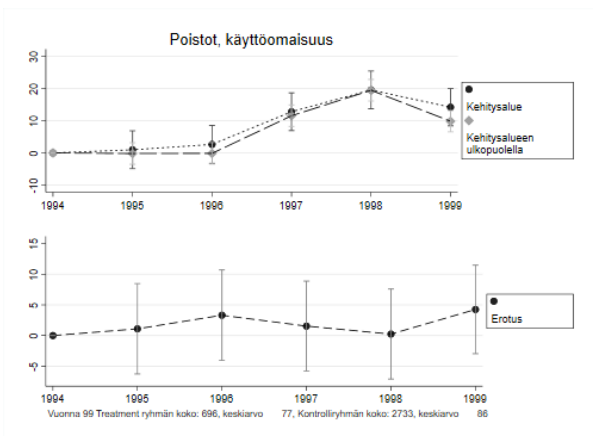 Poistot, käyttöomaisuus
30
20
10
0
-10
1994 1995 1996 1997 1998 1999
Kehitysalue
Kehitysalueen
ulkopuolella
15
10
5
0
-5
1994 1995 1996 1997 1998 1999
Erotus
Vuonna 99 Treatment ryhmän koko: 696, keskiarvo 77, Kontrolliryhmän koko: 2733, keskiarvo 86